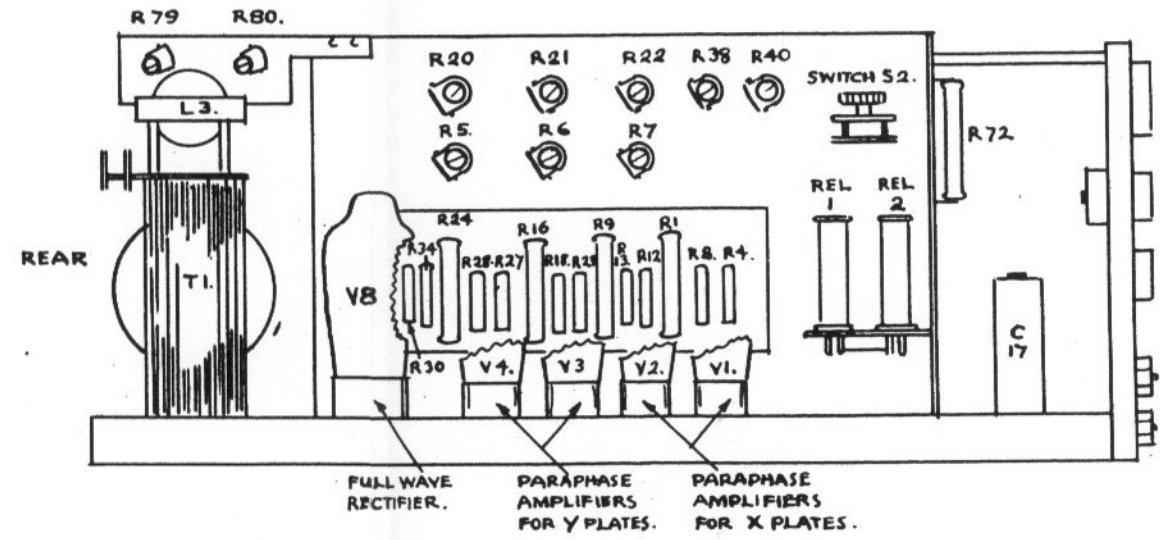 R79 R80.
R20 R21 R22 R38 R40
SWITCH S2.
L3.
R5. R6 R7
R72
REL
1
REL
2
R24 R16 R9 R1
R34 R28. R27 R18. R25 R
13. R12 R8. R4.
REAR
T1.
V8
R30
V4. V3 V2. V1.
C
17
FULL WAVE
RECTIFIER.
PARAPHASE
AMPLIFIERS
FOR Y PLATES.
PARAPHASE
AMPLIFIERS
FOR X PLATES.